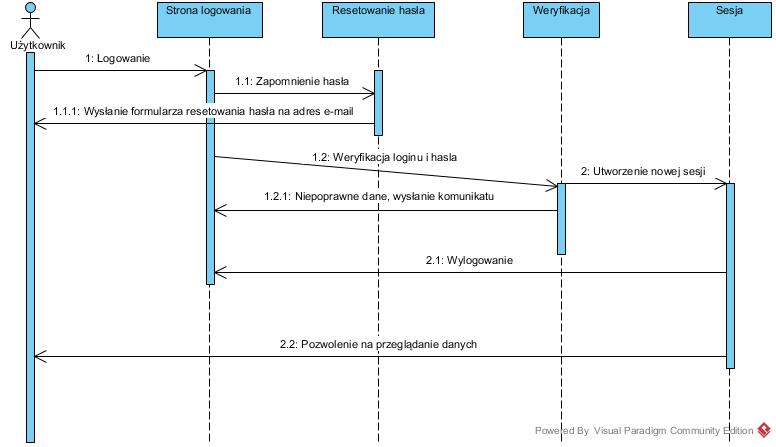 Strona logowania
Resetowanie hasła
Weryfikacja
Sesja
Użytkownik
1: Logowanie
1.1: Zapomnienie hasła
1.1.1: Wysłanie formularza resetowania hasła na adres e-mail
1.2: Weryfikacja loginu i hasla
2: Utworzenie nowej sesji
1.2.1: Niepoprawne dane, wysłanie komunikatu
2.1: Wylogowanie
2.2: Pozwolenie na przeglądanie danych
Powered By Visual Paradigm Community Edition